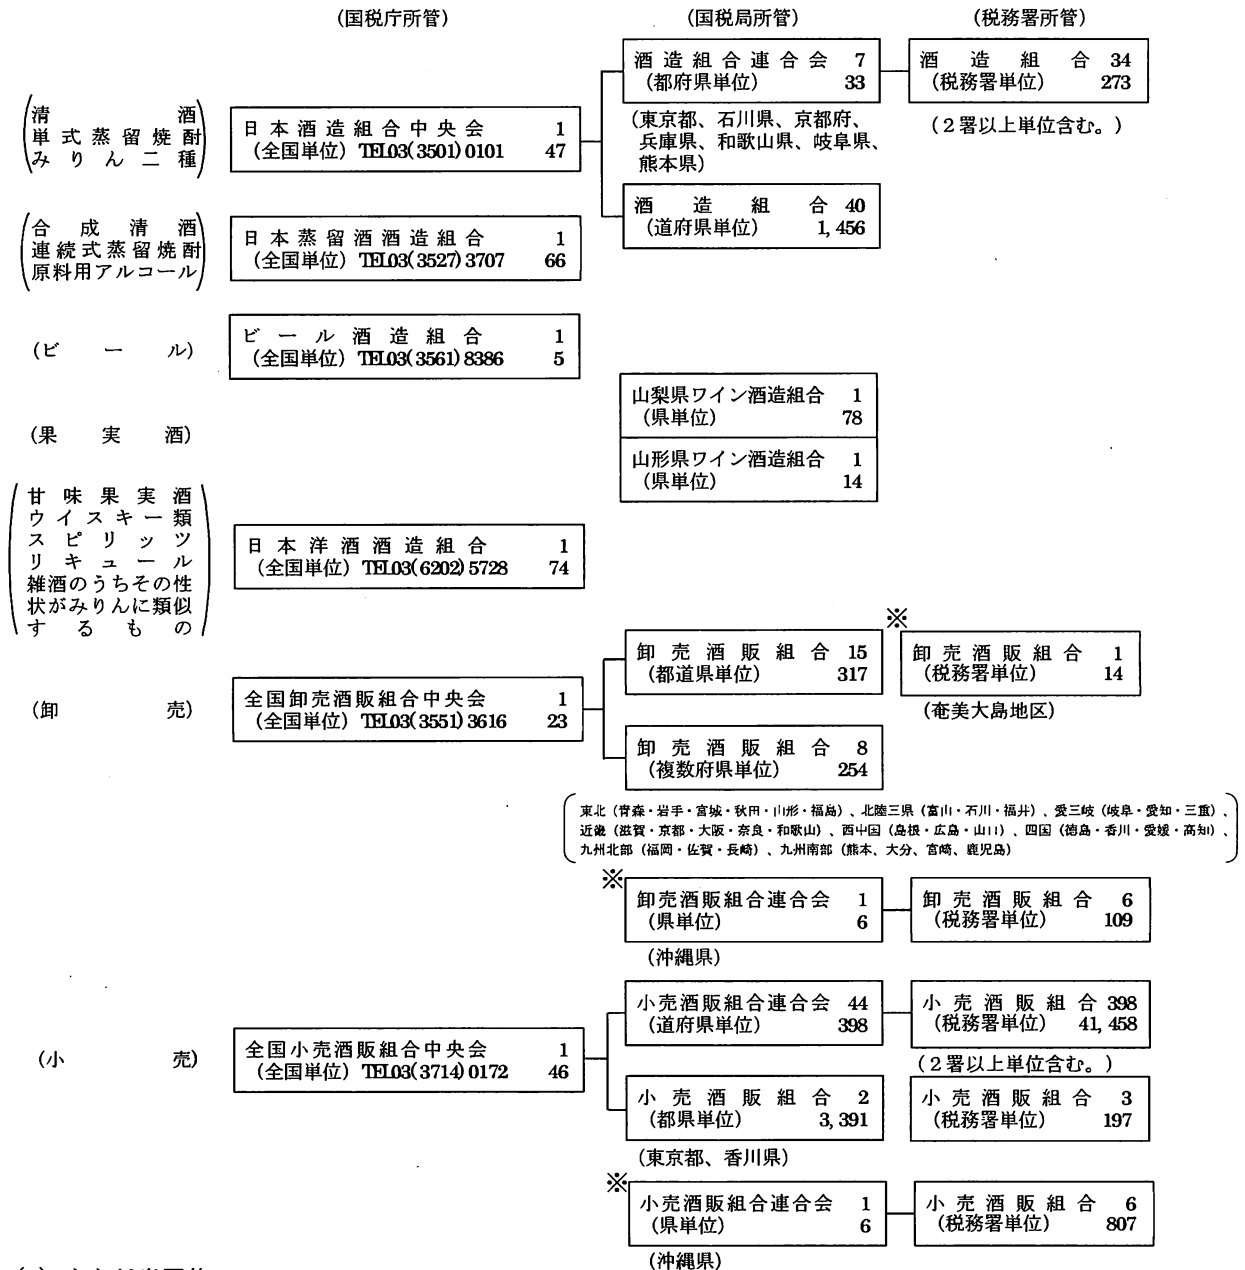 （国税庁所管）
（国税局所管）
（税務署所管）
清酒
単式蒸留焼酎
みりん二種
日本酒造組合中央会 1
（全国単位）TEL03(3501)0101 47
酒造組合連合会 7
（都府県単位） 33
（東京都、石川県、京都府、
兵庫県、和歌山県、岐阜県、
熊本県）
酒造組合 34
（税務署単位） 273
（２署以上単位含む。）
酒造組合 40
（道府県単位） 1,456
合成清酒
連続式蒸留焼酎
原料用アルコール
日本蒸留酒酒造組合 1
（全国単位）TEL03(3527)3707 66
（ビール）
ビール酒造組合 1
（全国単位）TEL03(3561)8386 5
（果実酒）
山梨県ワイン酒造組合 1
（県単位） 78
山形県ワイン酒造組合 1
（県単位） 14
甘味果実酒
ウイスキー類
スピリッツ
リキュール
雑酒のうちその性
状がみりんに類似
するもの
日本洋酒酒造組合 1
（全国単位）TEL03(6202)5728 74
（卸売）
全国卸売酒販組合中央会 1
（全国単位）TEL03(3551)3616 23
卸売酒販組合 15
（都道県単位） 317
※
卸売酒販組合 1
（税務署単位） 14
（奄美大島地区）
卸売酒販組合 8
（複数府県単位） 254
東北（青森・岩手・宮城・秋田・山形・福島）、北陸三県（富山・石川・福井）、愛三岐（岐阜・愛知・三重）、
近畿（滋賀・京都・大阪・奈良・和歌山）、西中国（島根・広島・山口）、四国（徳島・香川・愛媛・高知）、
九州北部（福岡・佐賀・長崎）、九州南部（熊本、大分、宮崎、鹿児島）
※
卸売酒販組合連合会 1
（県単位） 6
（沖縄県）
卸売酒販組合 6
（税務署単位） 109
（小売）
全国小売酒販組合中央会 1
（全国単位）TEL03(3714)0172 46
小売酒販組合連合会 44
（道府県単位） 398
小売酒販組合 398
（税務署単位） 41,458
（２署以上単位含む。）
小売酒販組合 2
（都県単位） 3,391
（東京都、香川県）
小売酒販組合 3
（税務署単位） 197
※
小売酒販組合連合会 1
（県単位） 6
（沖縄県）
小売酒販組合 6
（税務署単位） 807